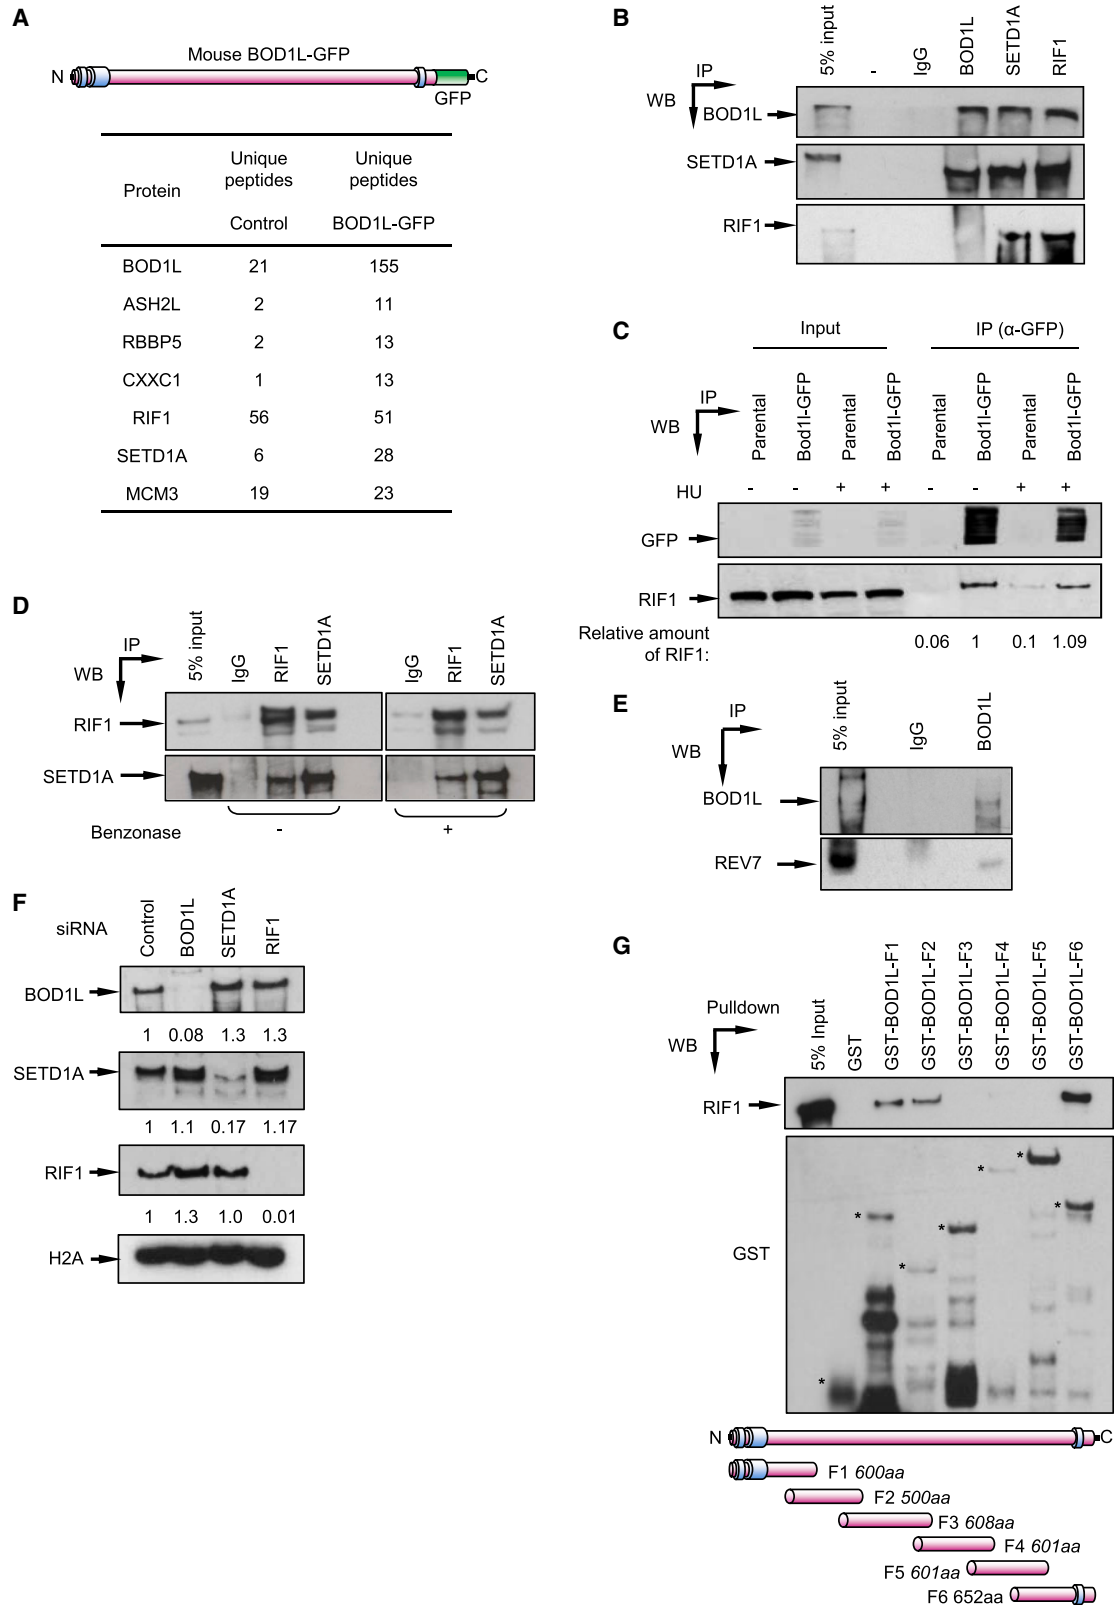 A
Mouse BOD1L-GFP
N
C
GFP
Protein
Unique peptides Control
Unique peptides BOD1L-GFP
BOD1L 21 155
ASH2L 2 11
RBBP5 2 13
CXXC1 1 13
RIF1 56 51
SETD1A 6 28
MCM3 19 23
B
IP
WB
5% input
-
IgG
BOD1L
SETD1A
RIF1
BOD1L
SETD1A
RIF1
C
Input
IP (α-GFP)
IP
WB
Parental
Bod1l-GFP
Parental
Bod1l-GFP
Parental
Bod1l-GFP
Parental
Bod1l-GFP
HU - - + + - - + +
GFP
RIF1
Relative amount
of RIF1:
0.06 1 0.1 1.09
D
IP
WB
5% input
IgG
RIF1
SETD1A
IgG
RIF1
SETD1A
RIF1
SETD1A
Benzonase - +
E
IP
WB
5% input
IgG
BOD1L
BOD1L
REV7
F
siRNA
Control
BOD1L
SETD1A
RIF1
BOD1L
1 0.08 1.3 1.3
SETD1A
1 1.1 0.17 1.17
RIF1
1 1.3 1.0 0.01
H2A
G
Pulldown
WB
5% Input
GST
GST-BOD1L-F1
GST-BOD1L-F2
GST-BOD1L-F3
GST-BOD1L-F4
GST-BOD1L-F5
GST-BOD1L-F6
RIF1
GST
*
*
*
*
*
*
*
N
C
F1 600aa
F2 500aa
F3 608aa
F4 601aa
F5 601aa
F6 652aa